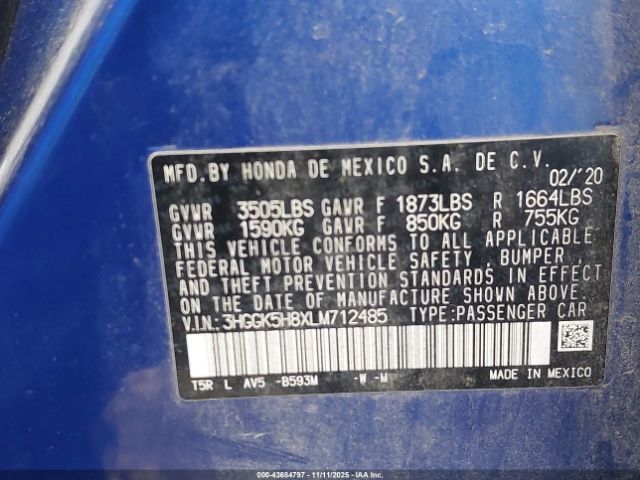 MFD.BY HONDA DE MEXICO S.A. DE C.V.
02/'20
GVWR 3505LBS GAWR F 1873LBS R 1664LBS
GVWR 1590KG GAWR F 850KG R 755KG
THIS VEHICLE CONFORMS TO ALL APPLICABLE
FEDERAL MOTOR VEHICLE SAFETY , BUMPER ,
AND THEFT PREVENTION STANDARDS IN EFFECT
ON THE DATE OF MANUFACTURE SHOWN ABOVE.
V.I.N.: 3HGGK5H8XLM712485 TYPE:PASSENGER CAR
T5R L AV5 -B593M -W -M
MADE IN MEXICO
000-43684797 - 11/11/2025 - IAAI.COM